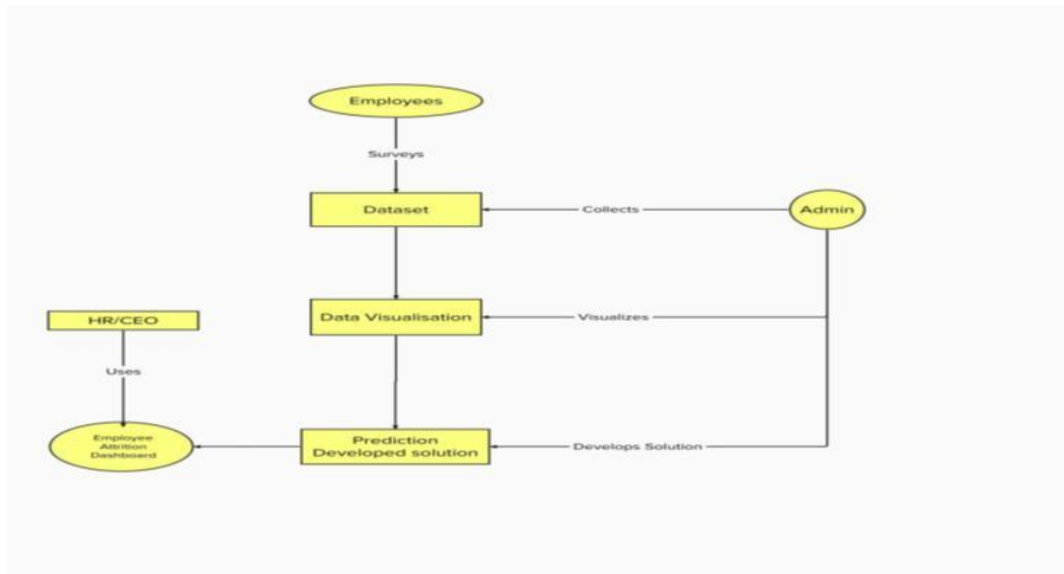 Employees
Surveys
Dataset
Collects
Admin
Data Visualisation
Visualizes
HR/CEO
Uses
Employee
Attrition
Dashboard
Prediction
Developed solution
Develops Solution